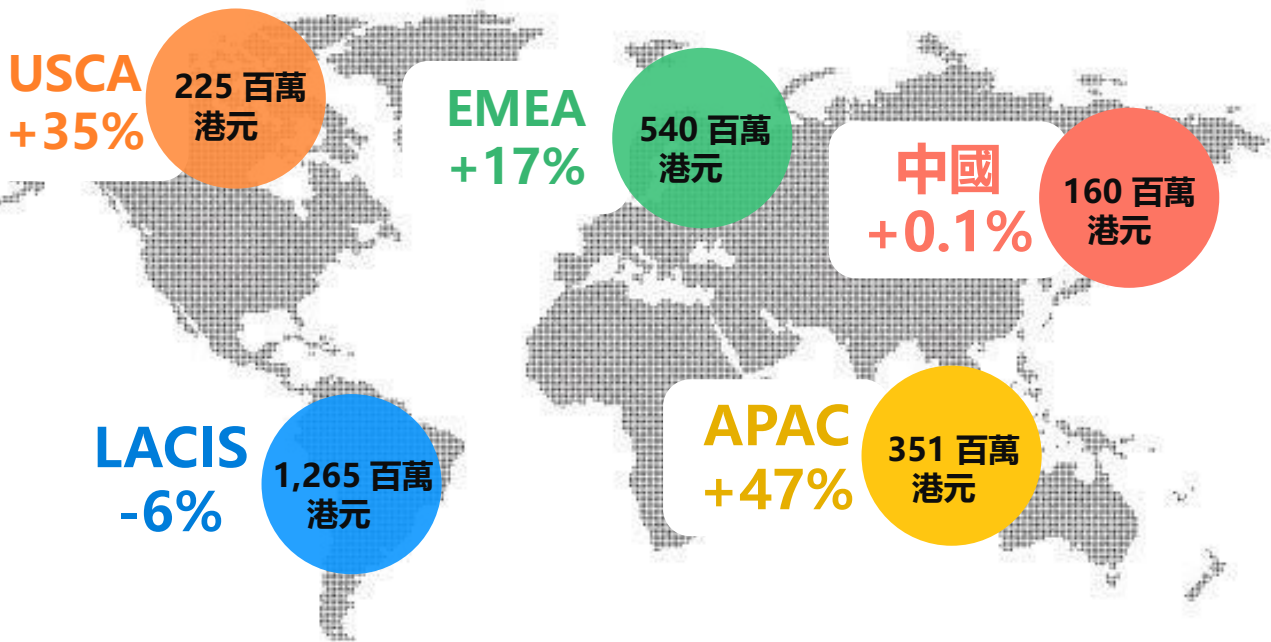 USCA
+35%
225 百萬
港元
EMEA
+17%
540 百萬
港元
中國
+0.1%
160 百萬
港元
LACIS
-6%
1,265 百萬
港元
APAC
+47%
351 百萬
港元